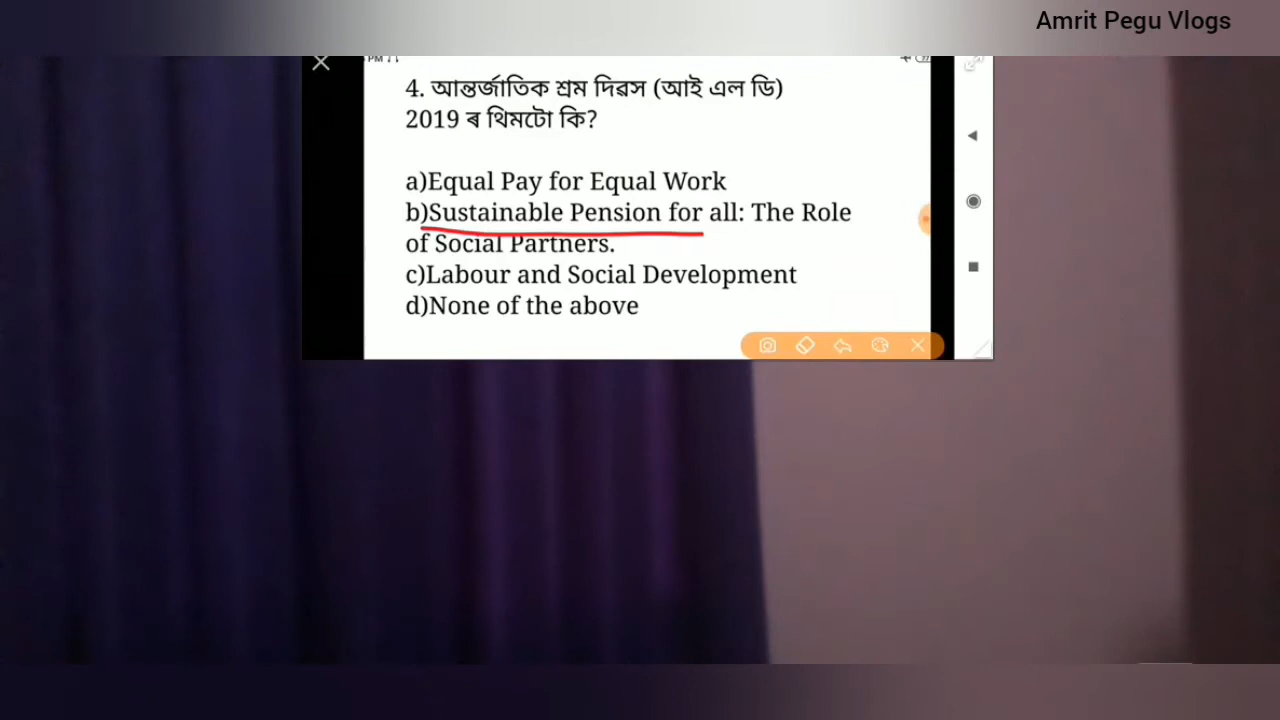 Amrit Pegu Vlogs
PM
4. আন্তৰ্জাতিক শ্ৰম দিৱস (আই এল ডি)
2019 ৰ থিমটো কি?
a)Equal Pay for Equal Work
b)Sustainable Pension for all: The Role
of Social Partners.
c)Labour and Social Development
d)None of the above